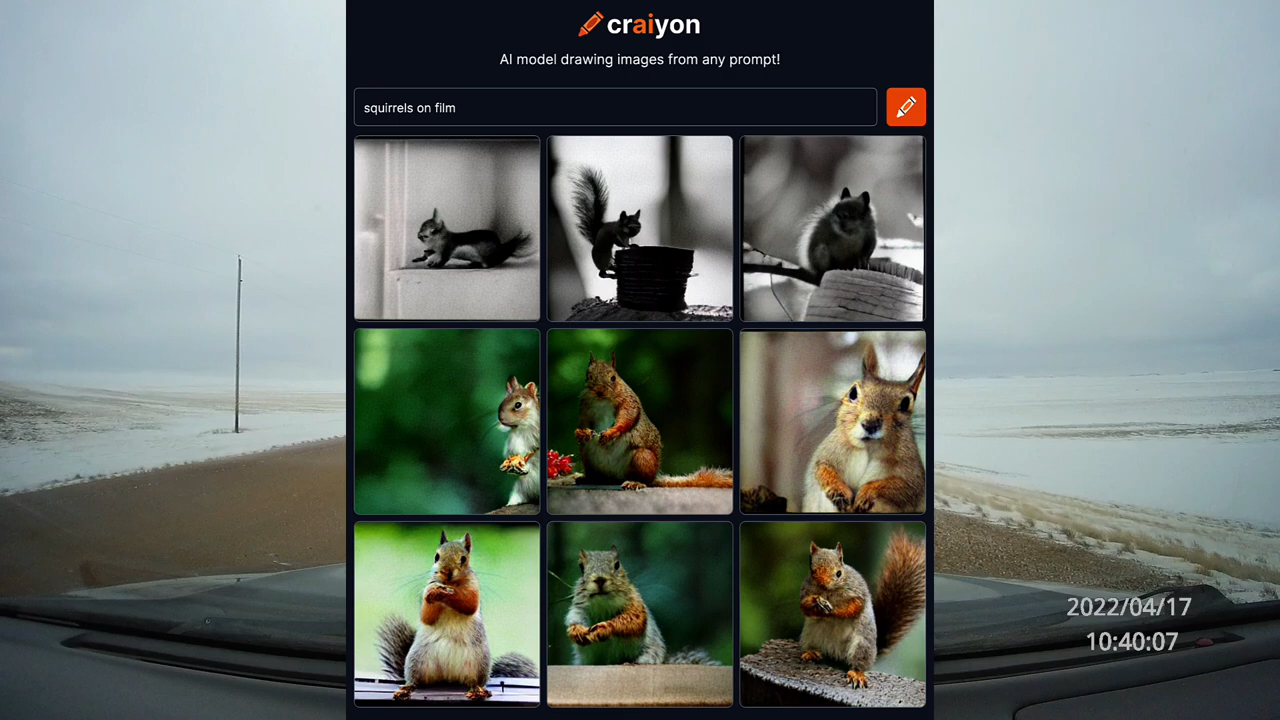 craiyon
AI model drawing images from any prompt!
squirrels on film
2022/04/17
10:40:07